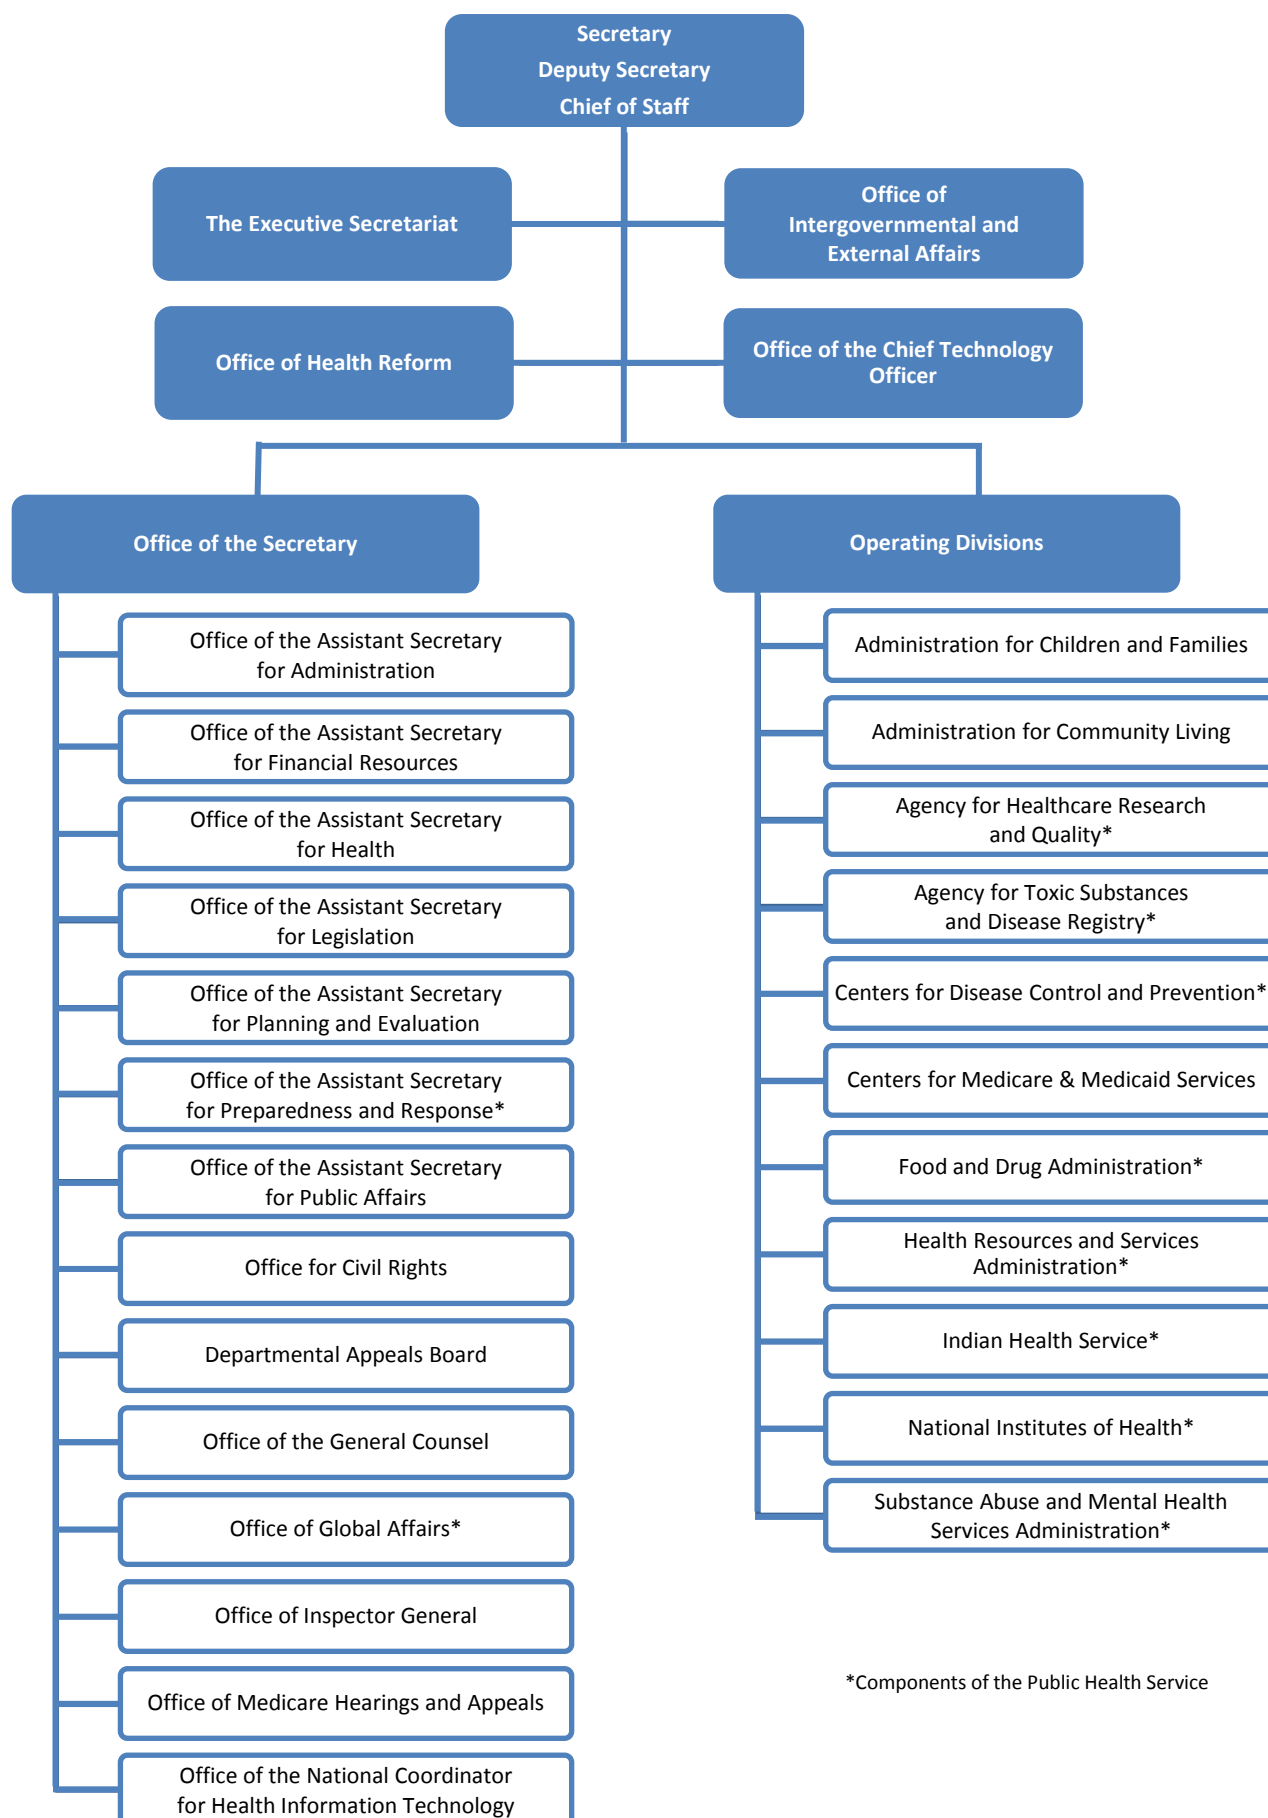 Secretary
Deputy Secretary
Chief of Staff
The Executive Secretariat
Office of
Intergovernmental and
External Affairs
Office of Health Reform
Office of the Chief Technology
Officer
Office of the Secretary
Office of the Assistant Secretary
for Administration
Office of the Assistant Secretary
for Financial Resources
Office of the Assistant Secretary
for Health
Office of the Assistant Secretary
for Legislation
Office of the Assistant Secretary
for Planning and Evaluation
Office of the Assistant Secretary
for Preparedness and Response*
Office of the Assistant Secretary
for Public Affairs
Office for Civil Rights
Departmental Appeals Board
Office of the General Counsel
Office of Global Affairs*
Office of Inspector General
Office of Medicare Hearings and Appeals
Office of the National Coordinator
for Health Information Technology
Operating Divisions
Administration for Children and Families
Administration for Community Living
Agency for Healthcare Research
and Quality*
Agency for Toxic Substances
and Disease Registry*
Centers for Disease Control and Prevention*
Centers for Medicare & Medicaid Services
Food and Drug Administration*
Health Resources and Services
Administration*
Indian Health Service*
National Institutes of Health*
Substance Abuse and Mental Health
Services Administration*
*Components of the Public Health Service